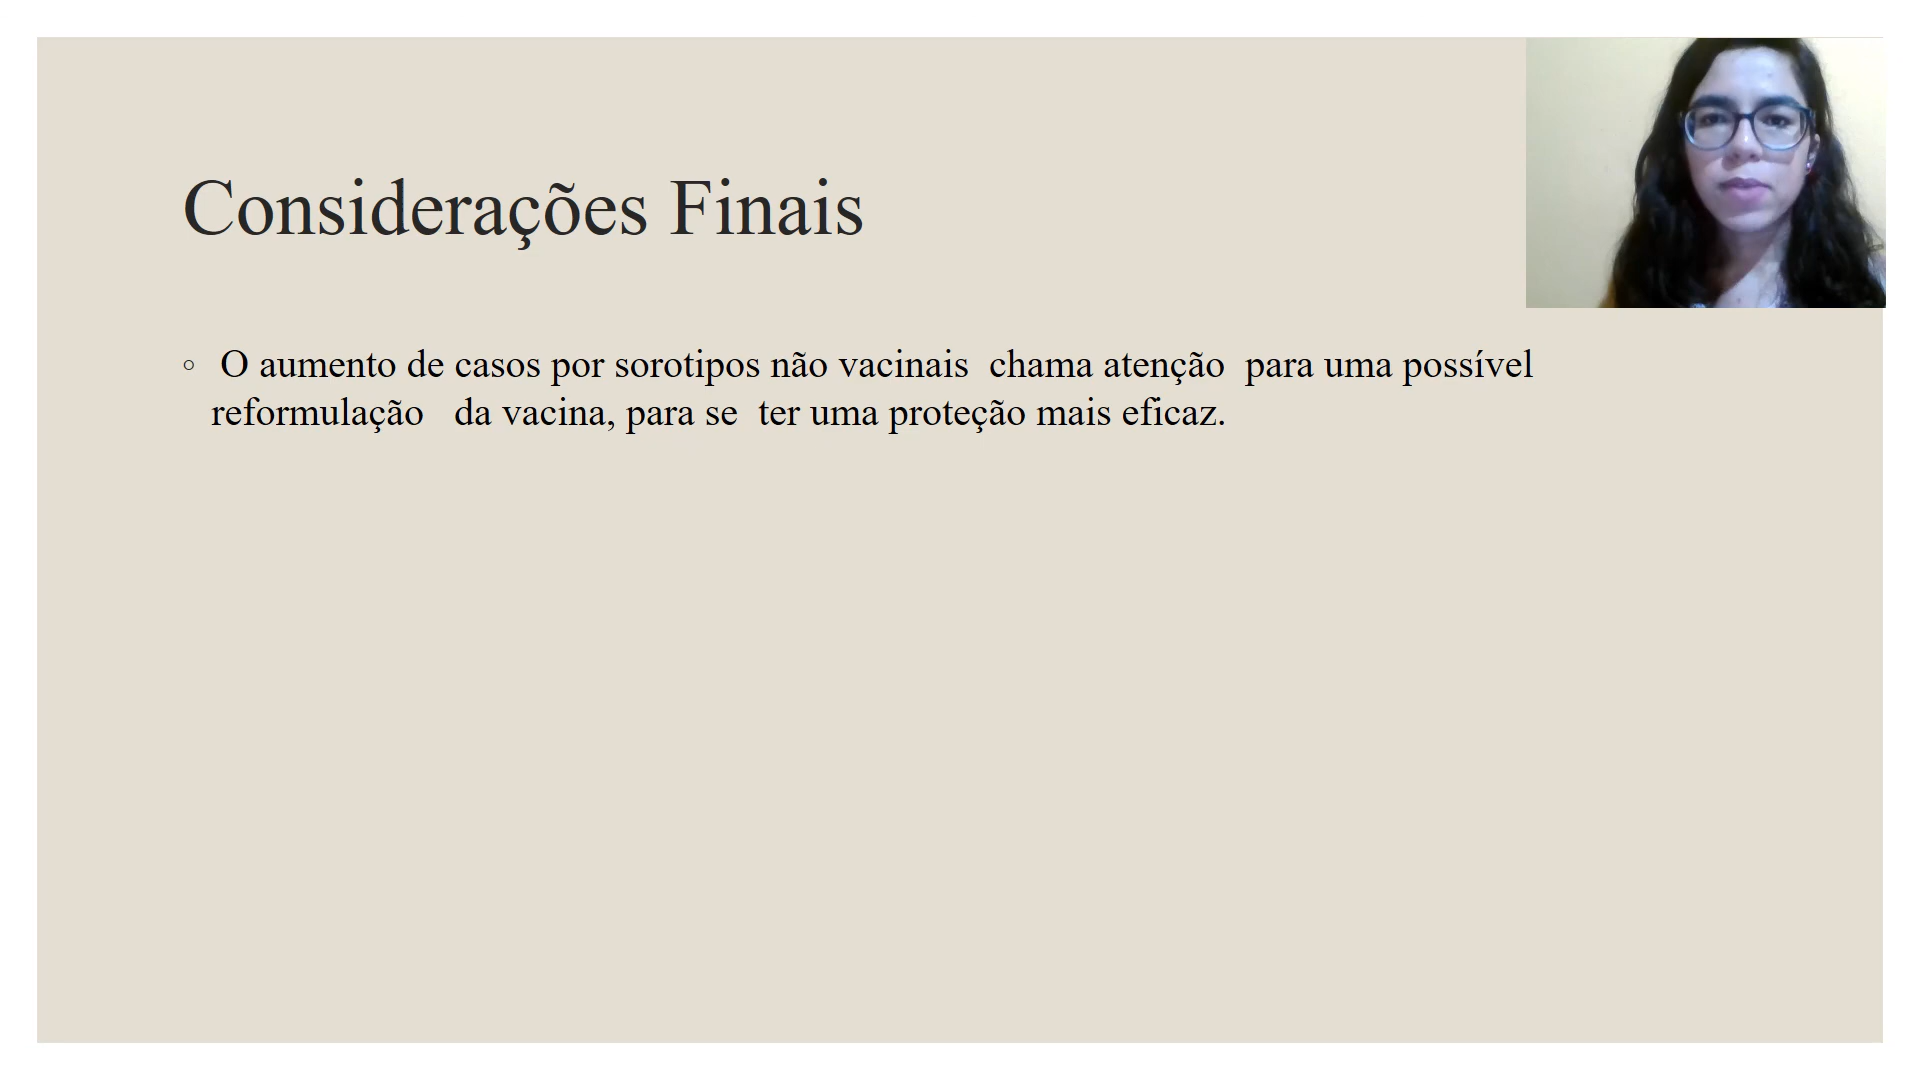 Considerações Finais
◦ O aumento de casos por sorotipos não vacinais  chama atenção  para uma possível
reformulação   da vacina, para se  ter uma proteção mais eficaz.